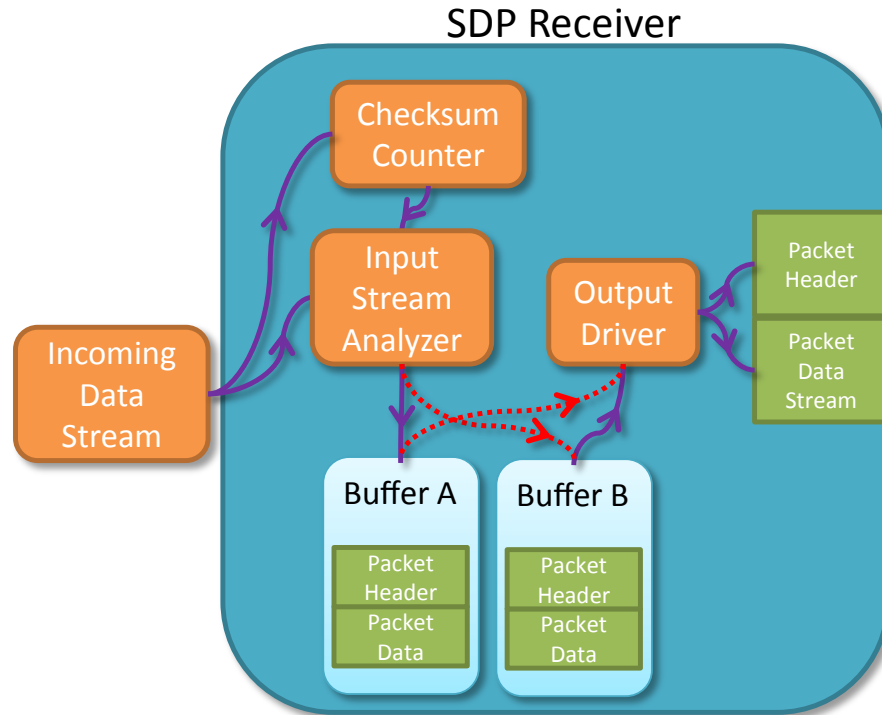 SDP Receiver
Checksum
Counter
Input
Stream
Analyzer
Output
Driver
Packet
Header
Packet
Data
Stream
Incoming
Data
Stream
Buffer A
Packet
Header
Packet
Data
Buffer B
Packet
Header
Packet
Data